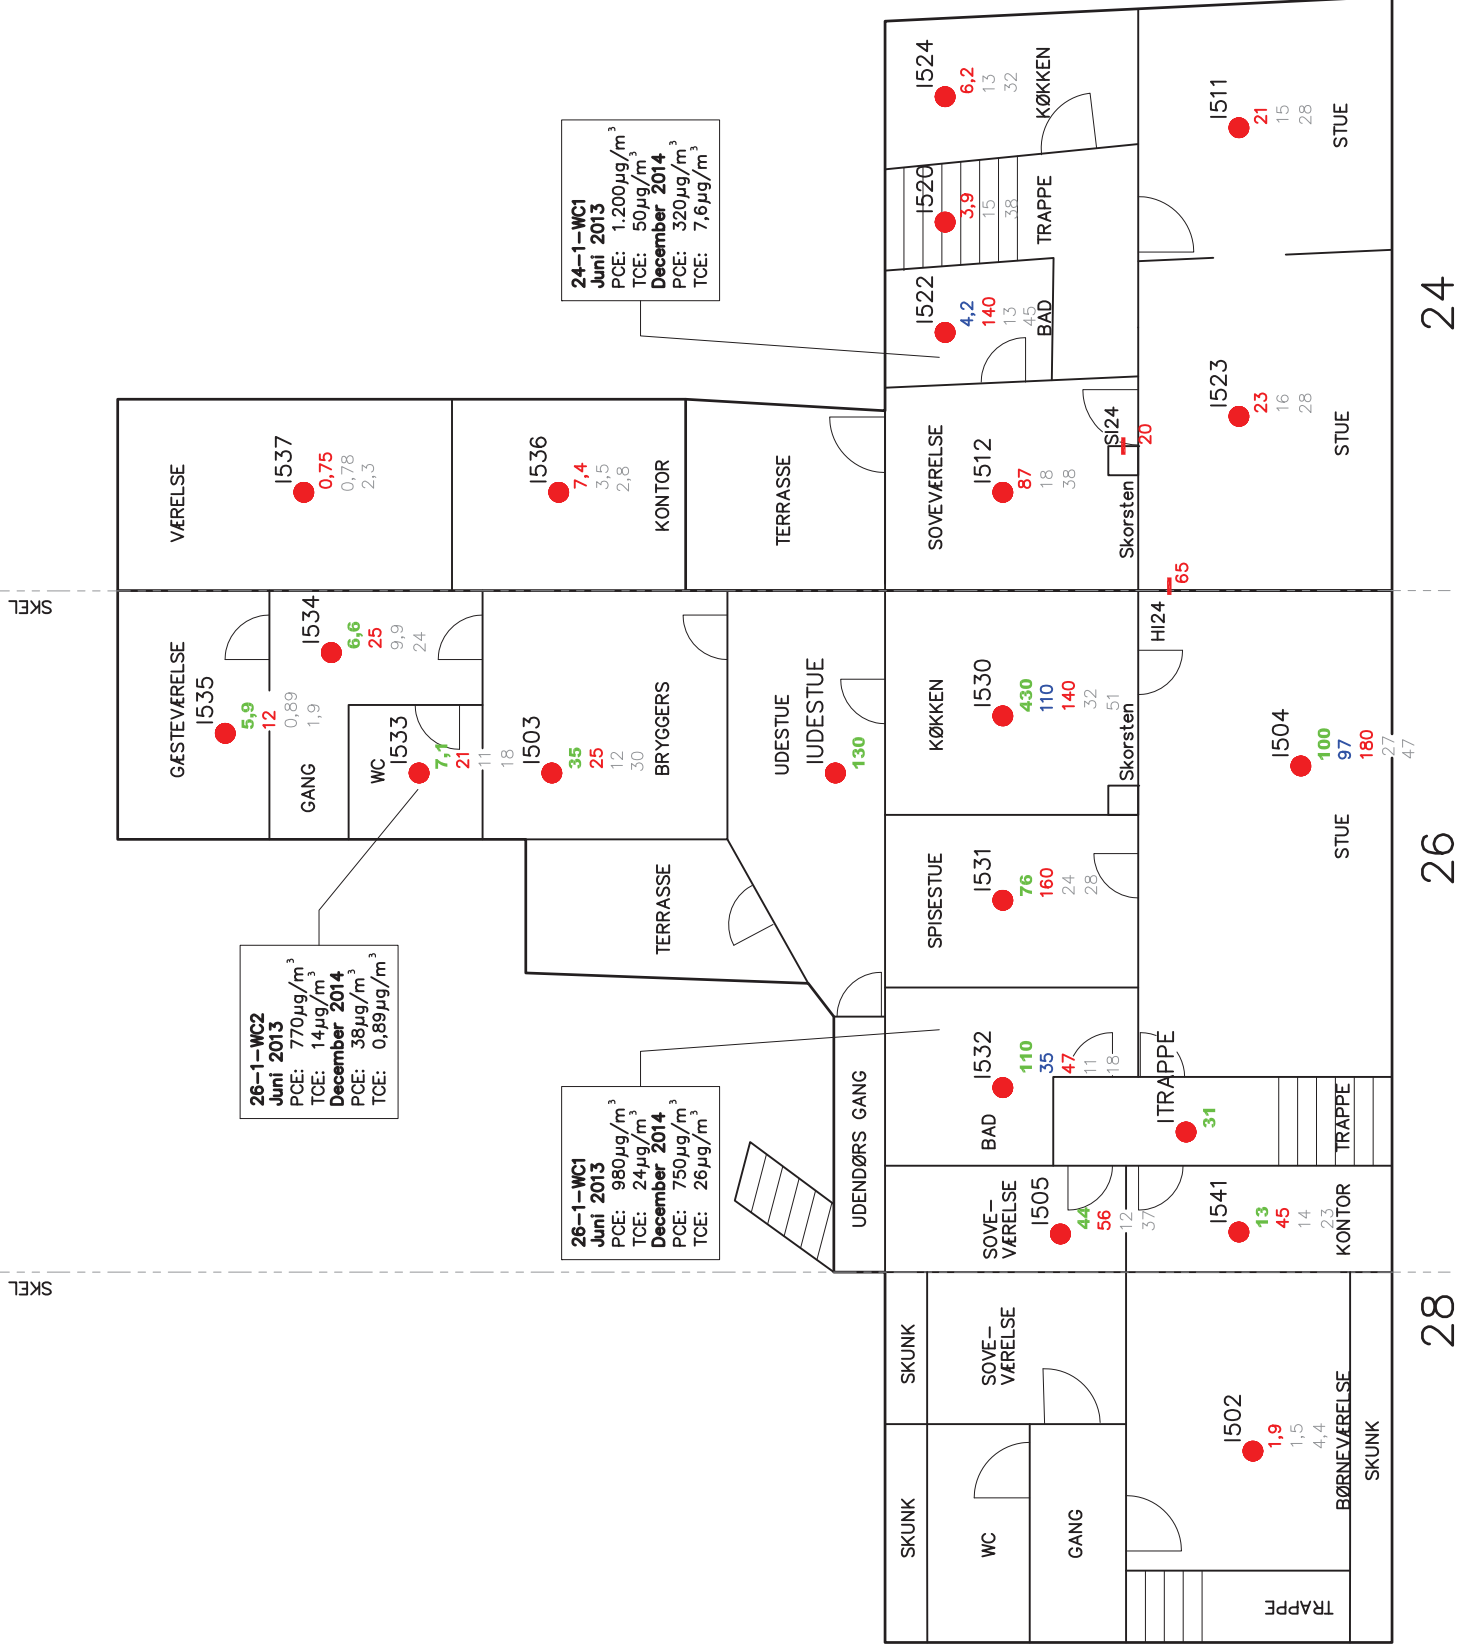 SKEL
SKEL
24-1-WC1
Juni 2013
PCE: 1.200µg/m³
TCE: 50µg/m³
December 2014
PCE: 320µg/m³
TCE: 7,6µg/m³
26-1-WC2
Juni 2013
PCE: 770µg/m³
TCE: 14µg/m³
December 2014
PCE: 38µg/m³
TCE: 0,89µg/m³
26-1-WC1
Juni 2013
PCE: 980µg/m³
TCE: 24µg/m³
December 2014
PCE: 750µg/m³
TCE: 26µg/m³
VÆRELSE
I537
0,75
0,78
2,3
I536
7,4
3,5
2,8
KONTOR
TERRASSE
GÆSTEVÆRELSE
I535
5,9
12
0,89
1,9
I534
6,6
25
9,9
24
GANG
WC
I533
7,1
21
11
18
I503
35
25
12
30
BRYGGERS
UDESTUE
IUDESTUE
130
TERRASSE
UDENDØRS GANG
I524
6,2
13
32
KØKKEN
I520
3,9
15
38
TRAPPE
I522
4,2
140
13
45
BAD
SOVEVÆRELSE
I512
87
18
38
Skorsten
SI24
20
I511
21
15
28
STUE
I523
23
16
28
STUE
24
HI24
65
KØKKEN
I530
430
110
140
32
51
Skorsten
SPISESTUE
I531
76
160
24
28
I504
100
97
180
27
47
STUE
26
I532
110
35
47
11
18
BAD
ITRAPPE
31
TRAPPE
SOVE-
VÆRELSE
I505
44
56
12
37
I541
13
45
14
23
KONTOR
28
SKUNK
SOVE-
VÆRELSE
SKUNK
WC
GANG
I502
1,9
1,5
4,4
BØRNEVÆRELSE
SKUNK
TRAPPE